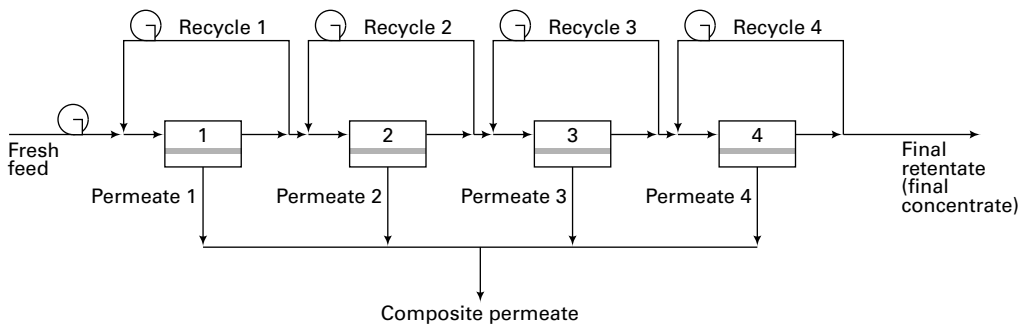 Recycle 1
Recycle 2
Recycle 3
Recycle 4
1
2
3
4
Fresh
feed
Final
retentate
(final
concentrate)
Permeate 1
Permeate 2
Permeate 3
Permeate 4
Composite permeate